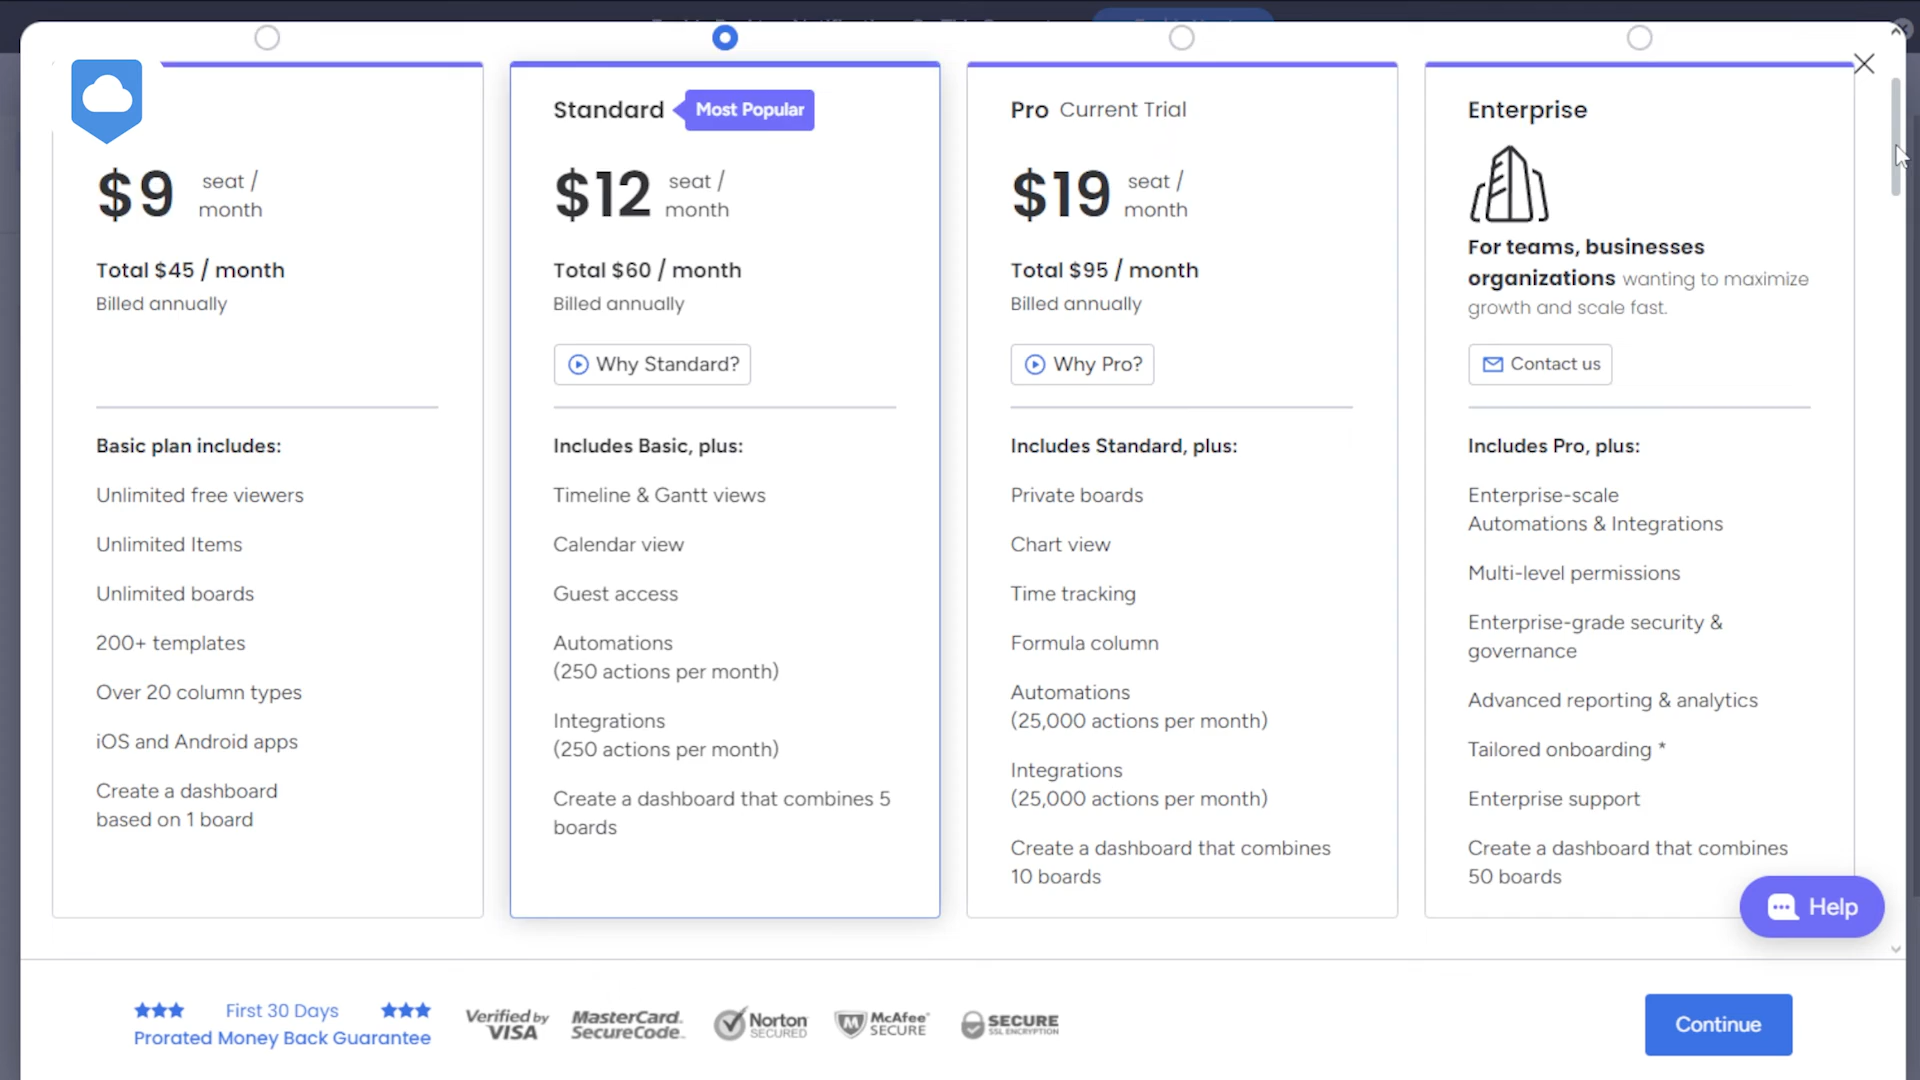 Standard
Most Popular
Pro Current Trial
Enterprise
$9
seat /
month
$12
seat /
month
$19
seat /
month
Total $45 / month
Billed annually
Total $60 / month
Billed annually
Total $95 / month
Billed annually
For teams, businesses
organizations wanting to maximize
growth and scale fast.
Why Standard?
Why Pro?
Contact us
Basic plan includes:
Unlimited free viewers
Unlimited Items
Unlimited boards
200+ templates
Over 20 column types
iOS and Android apps
Create a dashboard
based on 1 board
Includes Basic, plus:
Timeline & Gantt views
Calendar view
Guest access
Automations
(250 actions per month)
Integrations
(250 actions per month)
Create a dashboard that combines 5
boards
Includes Standard, plus:
Private boards
Chart view
Time tracking
Formula column
Automations
(25,000 actions per month)
Integrations
(25,000 actions per month)
Create a dashboard that combines
10 boards
Includes Pro, plus:
Enterprise-scale
Automations & Integrations
Multi-level permissions
Enterprise-grade security &
governance
Advanced reporting & analytics
Tailored onboarding *
Enterprise support
Create a dashboard that combines
50 boards
Help
First 30 Days
Prorated Money Back Guarantee
Verified by
VISA
MasterCard.
SecureCode.
Norton
SECURED
McAfee
SECURE
SECURE
SSL ENCRYPTION
Continue